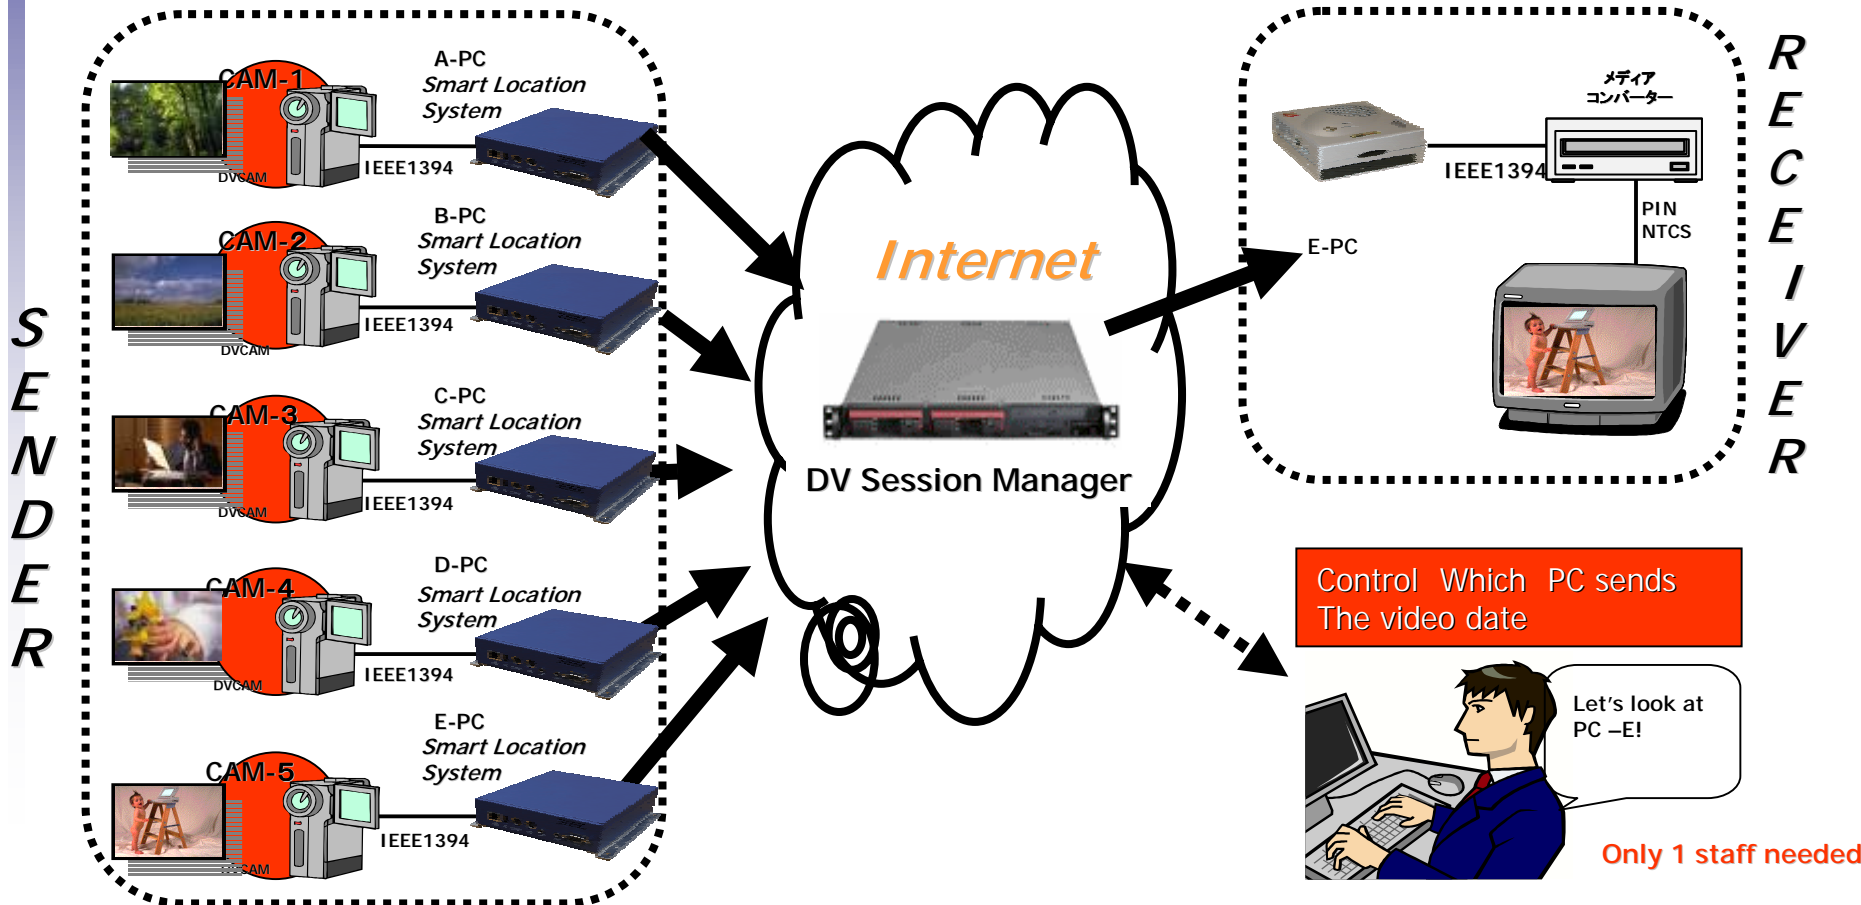 SENDER
CAM-1
DVCAM
IEEE1394
A-PC
Smart Location
System
CAM-2
DVCAM
IEEE1394
B-PC
Smart Location
System
CAM-3
DVCAM
IEEE1394
C-PC
Smart Location
System
CAM-4
DVCAM
IEEE1394
D-PC
Smart Location
System
CAM-5
DVCAM
IEEE1394
E-PC
Smart Location
System
Internet
DV Session Manager
RECEIVER
メディア
コンバーター
IEEE1394
PIN
NTCS
E-PC
Control Which PC sends
The video date
Let's look at
PC –E!
Only 1 staff needed